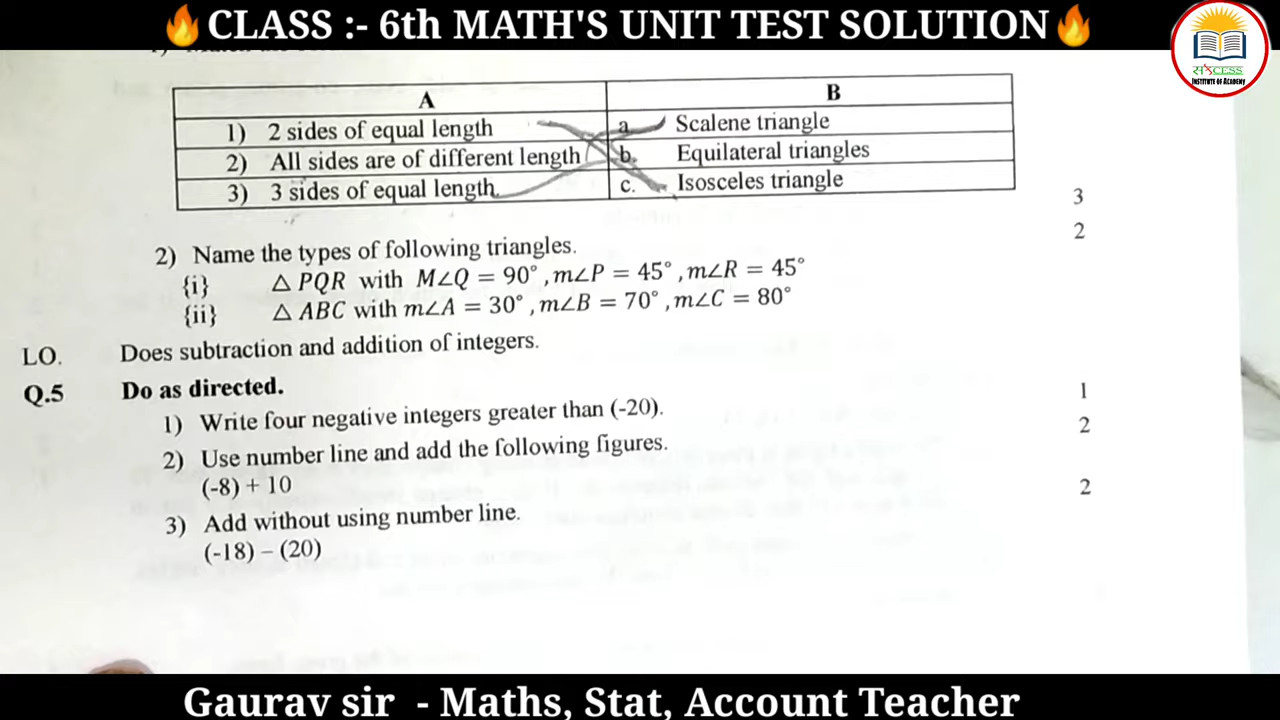 🔥CLASS :- 6th MATH'S UNIT TEST SOLUTION🔥
संKCESS
INSTITUTE OF ACADEMY
A B
1) 2 sides of equal length a. Scalene triangle
2) All sides are of different length b. Equilateral triangles
3) 3 sides of equal length. c. Isosceles triangle
3
2) Name the types of following triangles. 2
{i} △ PQR with M∠Q = 90°, m∠P = 45°, m∠R = 45°
{ii} △ ABC with m∠A = 30°, m∠B = 70°, m∠C = 80°
LO. Does subtraction and addition of integers.
Q.5 Do as directed.
1) Write four negative integers greater than (-20). 1
2) Use number line and add the following figures. 2
(-8) + 10
3) Add without using number line. 2
(-18) – (20)
Gaurav sir - Maths, Stat, Account Teacher